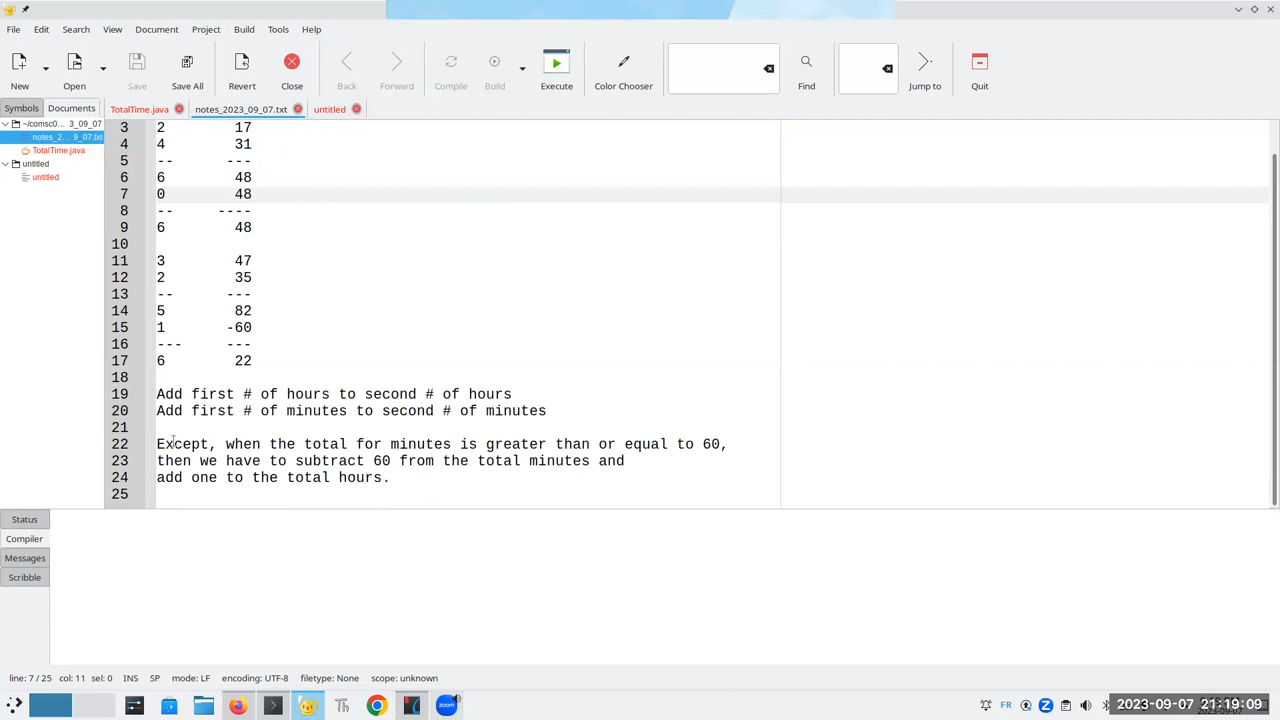 File Edit Search View Document Project Build Tools Help
New Open Save Save All Revert Close Back Forward Compile Build Execute Color Chooser Find Jump to Quit
Symbols Documents TotalTime.java notes_2023_09_07.txt untitled
~/comsc0... 3_09_07
notes_2... 9_07.txt
TotalTime.java
untitled
untitled
3 2 17
4 4 31
5 -- ---
6 6 48
7 0 48
8 -- ----
9 6 48
10
11 3 47
12 2 35
13 -- ---
14 5 82
15 1 -60
16 --- ---
17 6 22
18
19 Add first # of hours to second # of hours
20 Add first # of minutes to second # of minutes
21
22 Except, when the total for minutes is greater than or equal to 60,
23 then we have to subtract 60 from the total minutes and
24 add one to the total hours.
25
Status
Compiler
Messages
Scribble
line: 7 / 25 col: 11 sel: 0 INS SP mode: LF encoding: UTF-8 filetype: None scope: unknown
Th zoom FR 2023-09-07 21:19:09